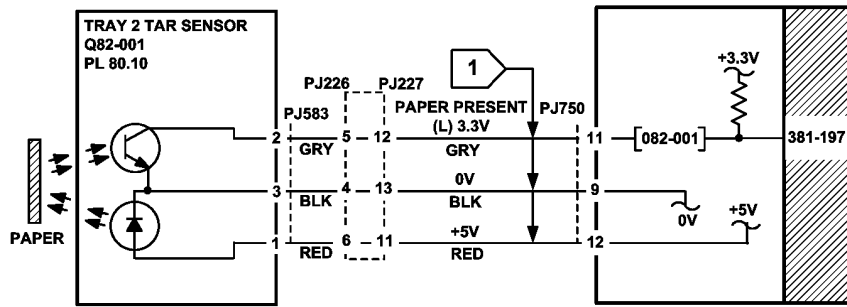 TRAY 2 TAR SENSOR
Q82-001
PL 80.10
1
+3.3V
PJ226
PJ227
PJ583
PAPER PRESENT
PJ750
(L) 3.3V
2
5
12
11
[082-001]
381-197
GRY
GRY
0V
3
4
13
9
BLK
BLK
0V
+5V
+5V
1
6
11
12
RED
RED
PAPER